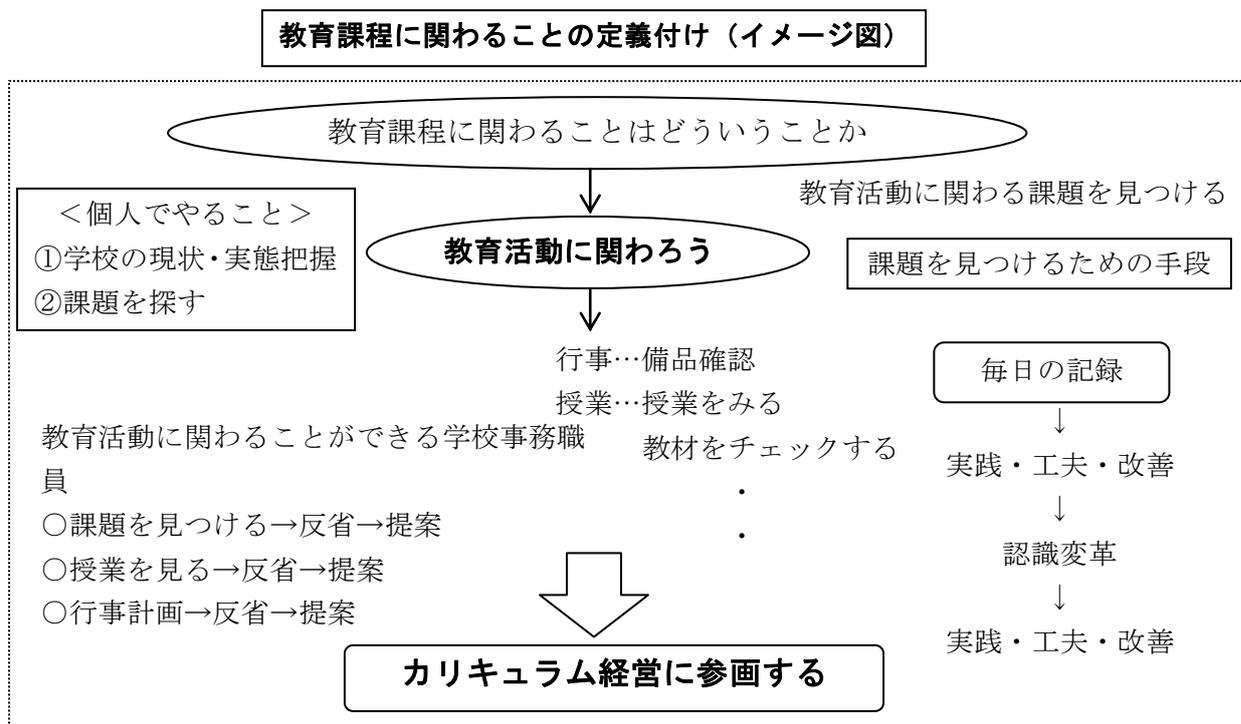 教育課程に関わることの定義付け（イメージ図）
教育課程に関わることはどういうことか
＜個人でやること＞
①学校の現状・実態把握
②課題を探す
教育活動に関わろう
教育活動に関わる課題を見つける
課題を見つけるための手段
行事…備品確認
授業…授業をみる
教材をチェックする
・
・
教育活動に関わることができる学校事務職
員
○課題を見つける→反省→提案
○授業を見る→反省→提案
○行事計画→反省→提案
毎日の記録
↓
実践・工夫・改善
↓
認識変革
↓
実践・工夫・改善
カリキュラム経営に参画する